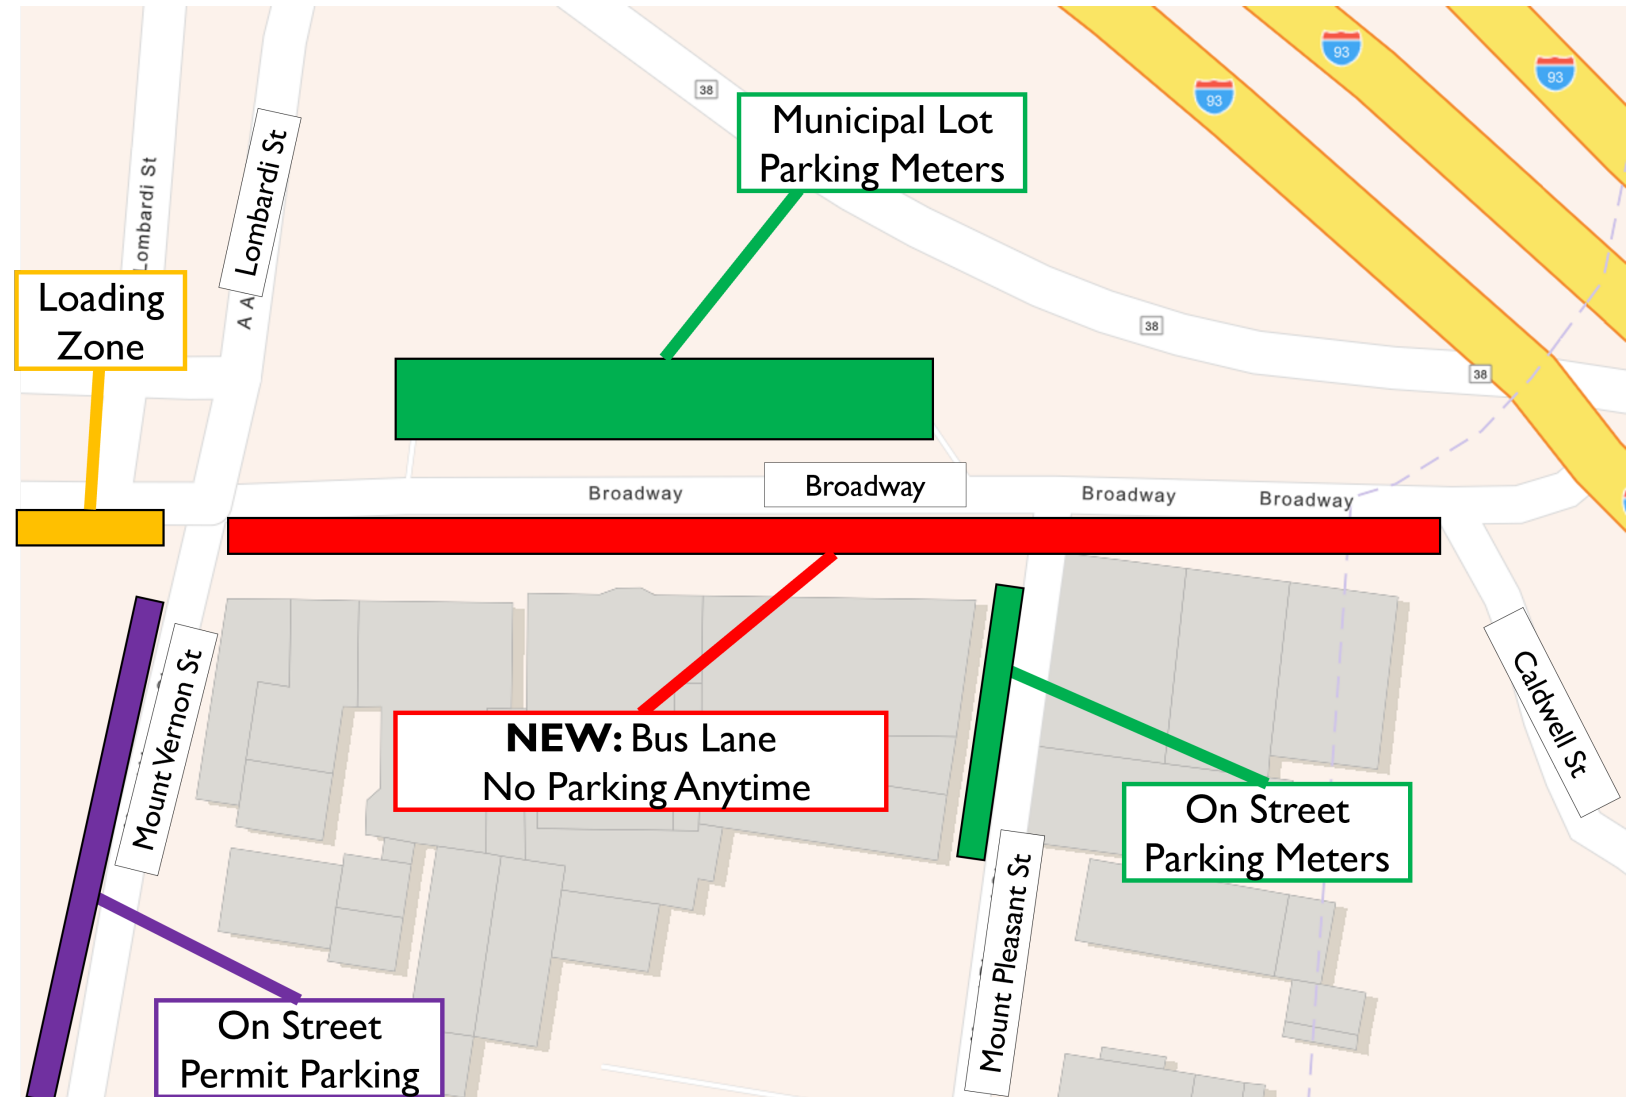 93
93
93
38
Municipal Lot
Parking Meters
Lombardi St
Lombardi St
A A
Loading
Zone
38
38
Broadway
Broadway
Broadway
Broadway
Mount Vernon St
NEW: Bus Lane
No Parking Anytime
Caldwell St
On Street
Parking Meters
Mount Pleasant St
On Street
Permit Parking